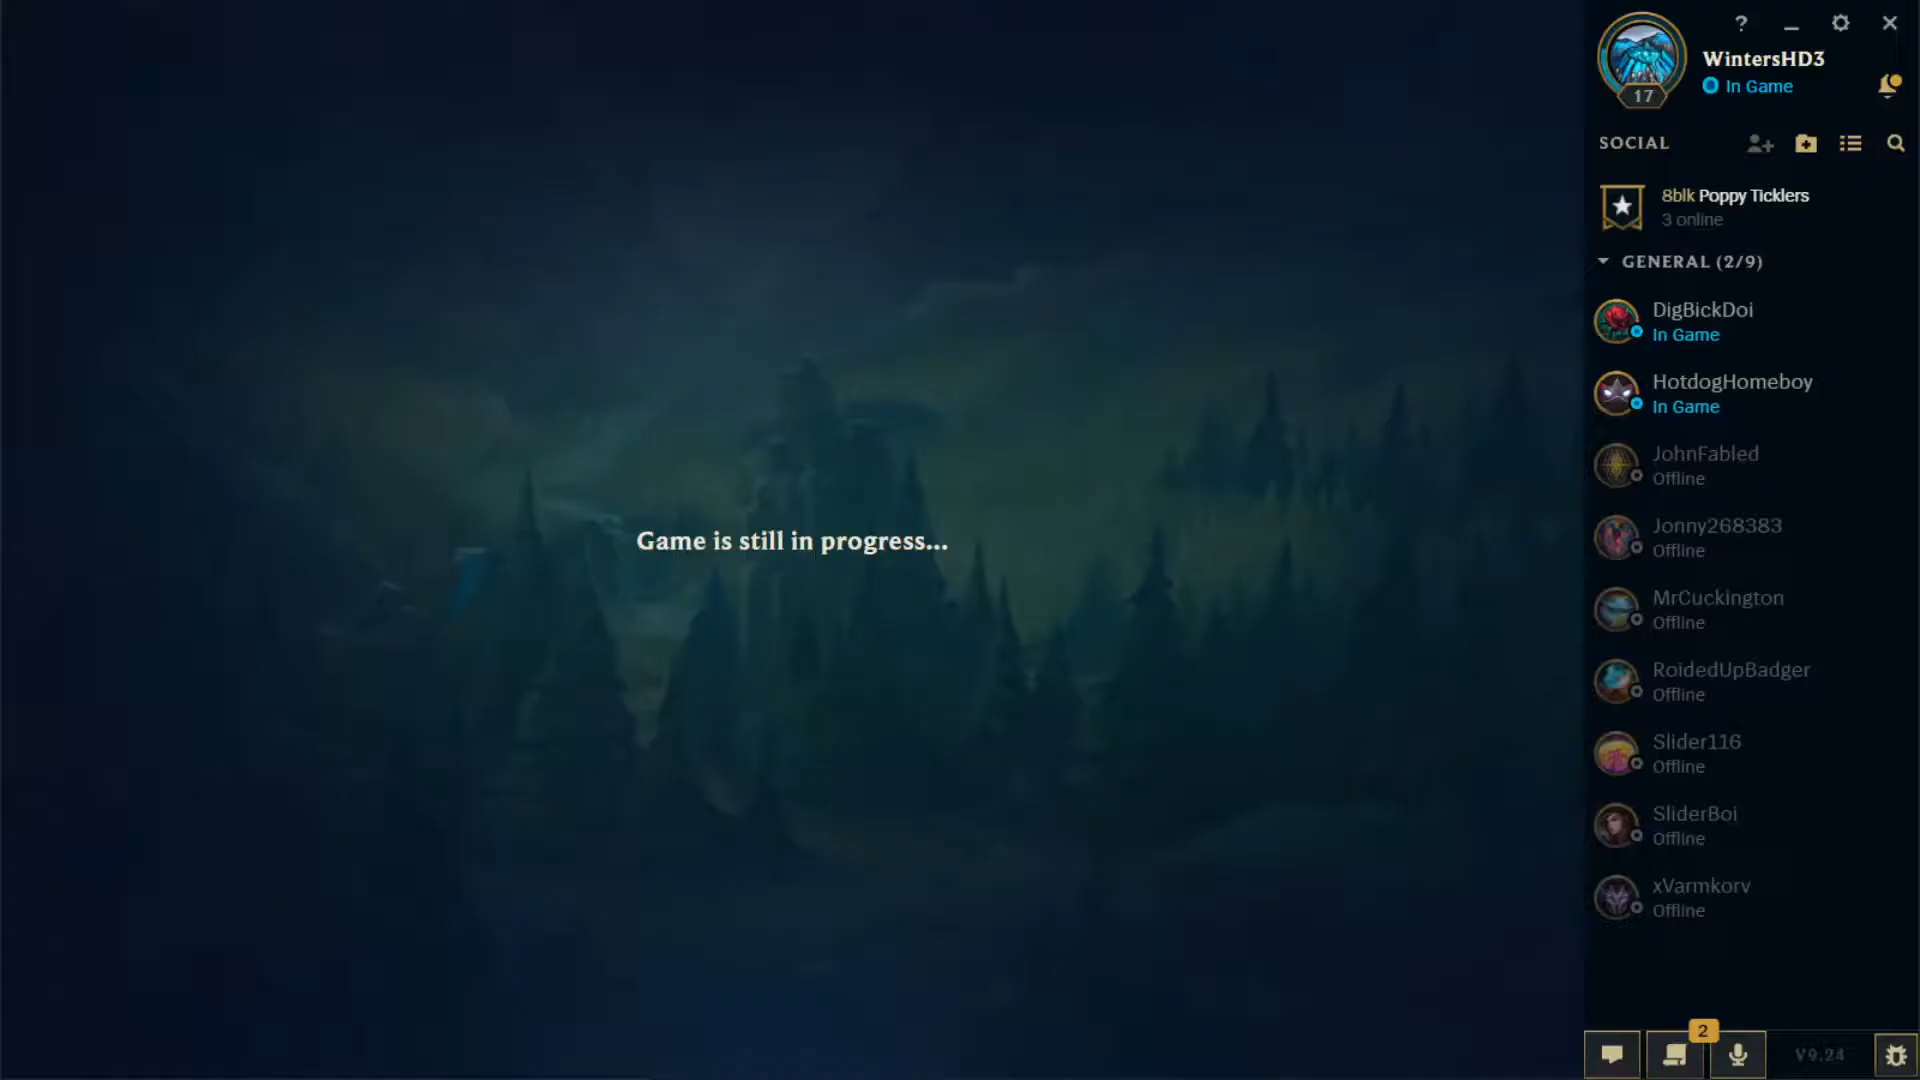 ?
WintersHD3
17
In Game
SOCIAL
8blk Poppy Ticklers
3 online
GENERAL (2/9)
DigBickDoi
In Game
HotdogHomeboy
In Game
JohnFabled
Offline
Game is still in progress...
Jonny268383
Offline
MrCuckington
Offline
RoidedUpBadger
Offline
Slider116
Offline
SliderBoi
Offline
xVarmkorv
Offline
2
V9.24